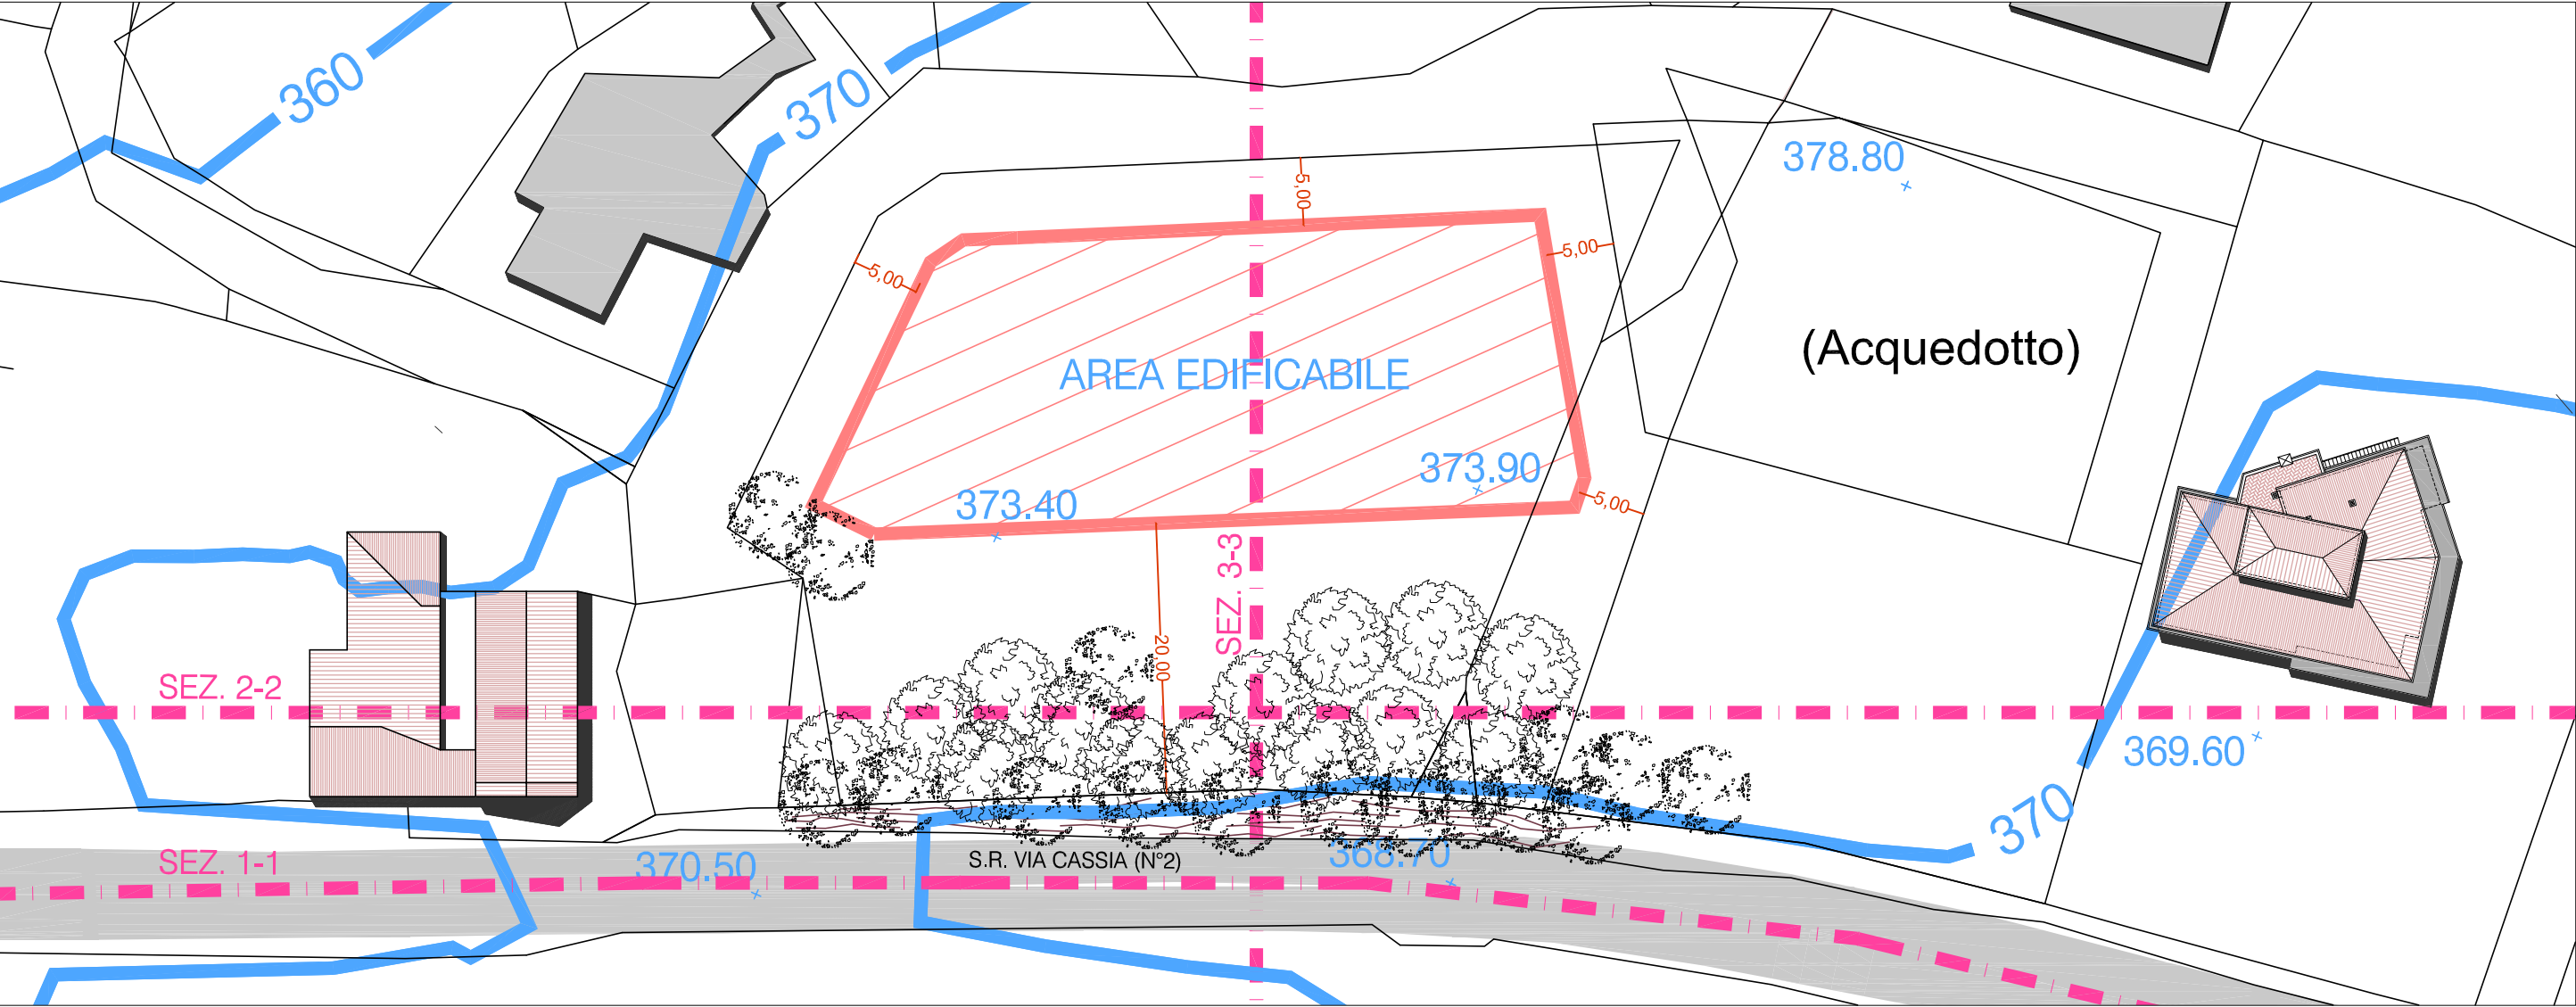 360
370
378.80
5,00
5,00
5,00
(Acquedotto)
AREA EDIFICABILE
373.90
373.40
5,00
SEZ. 3-3
20,00
SEZ. 2-2
369.60
370
SEZ. 1-1
370.50
S.R. VIA CASSIA (N°2)
368.70